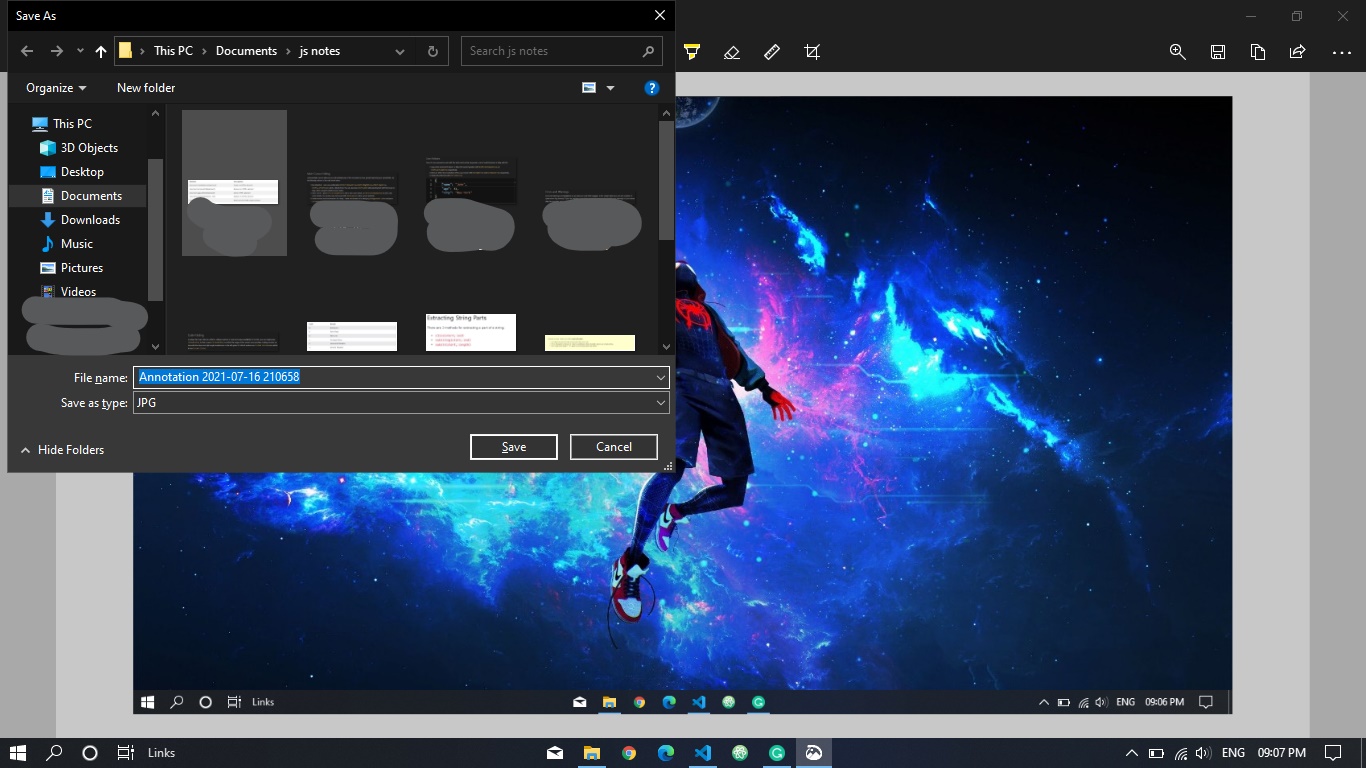 Save As
This PC
Documents
js notes
Search js notes
Organize
New folder
This PC
3D Objects
Desktop
Documents
Downloads
Music
Pictures
Videos
Extracting String Parts
File name:
Annotation 2021-07-16 210658
Save as type:
JPG
Hide Folders
Save
Cancel
Links
ENG
09:06 PM
Links
ENG
09:07 PM